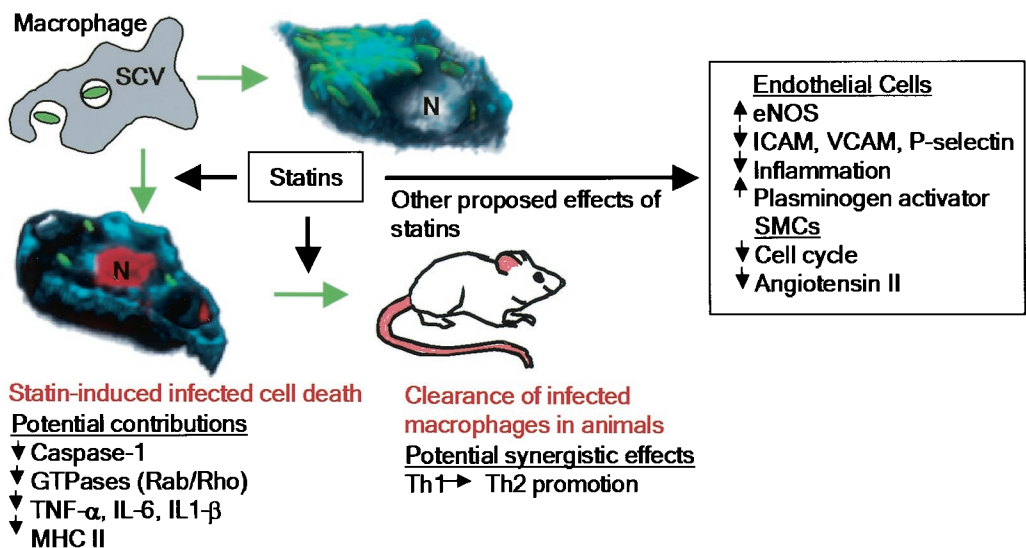 Macrophage
SCV
N
Statins
Other proposed effects of
statins
N
Endothelial Cells
↑ eNOS
↓ ICAM, VCAM, P-selectin
↓ Inflammation
↑ Plasminogen activator
SMCs
↓ Cell cycle
↓ Angiotensin II
Statin-induced infected cell death
Potential contributions
↓ Caspase-1
↓ GTPases (Rab/Rho)
↓ TNF-α, IL-6, IL1-β
↓ MHC II
Clearance of infected
macrophages in animals
Potential synergistic effects
Th1→ Th2 promotion